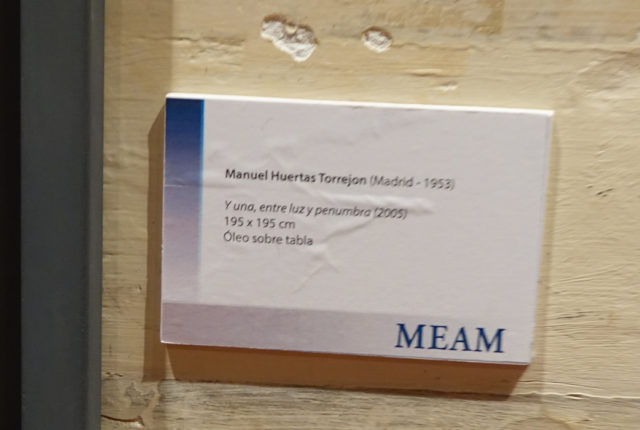 Manuel Huertas Torrejon (Madrid - 1953)
Y una, entre luz y penumbra (2005)
195 x 195 cm
Óleo sobre tabla
MEAM